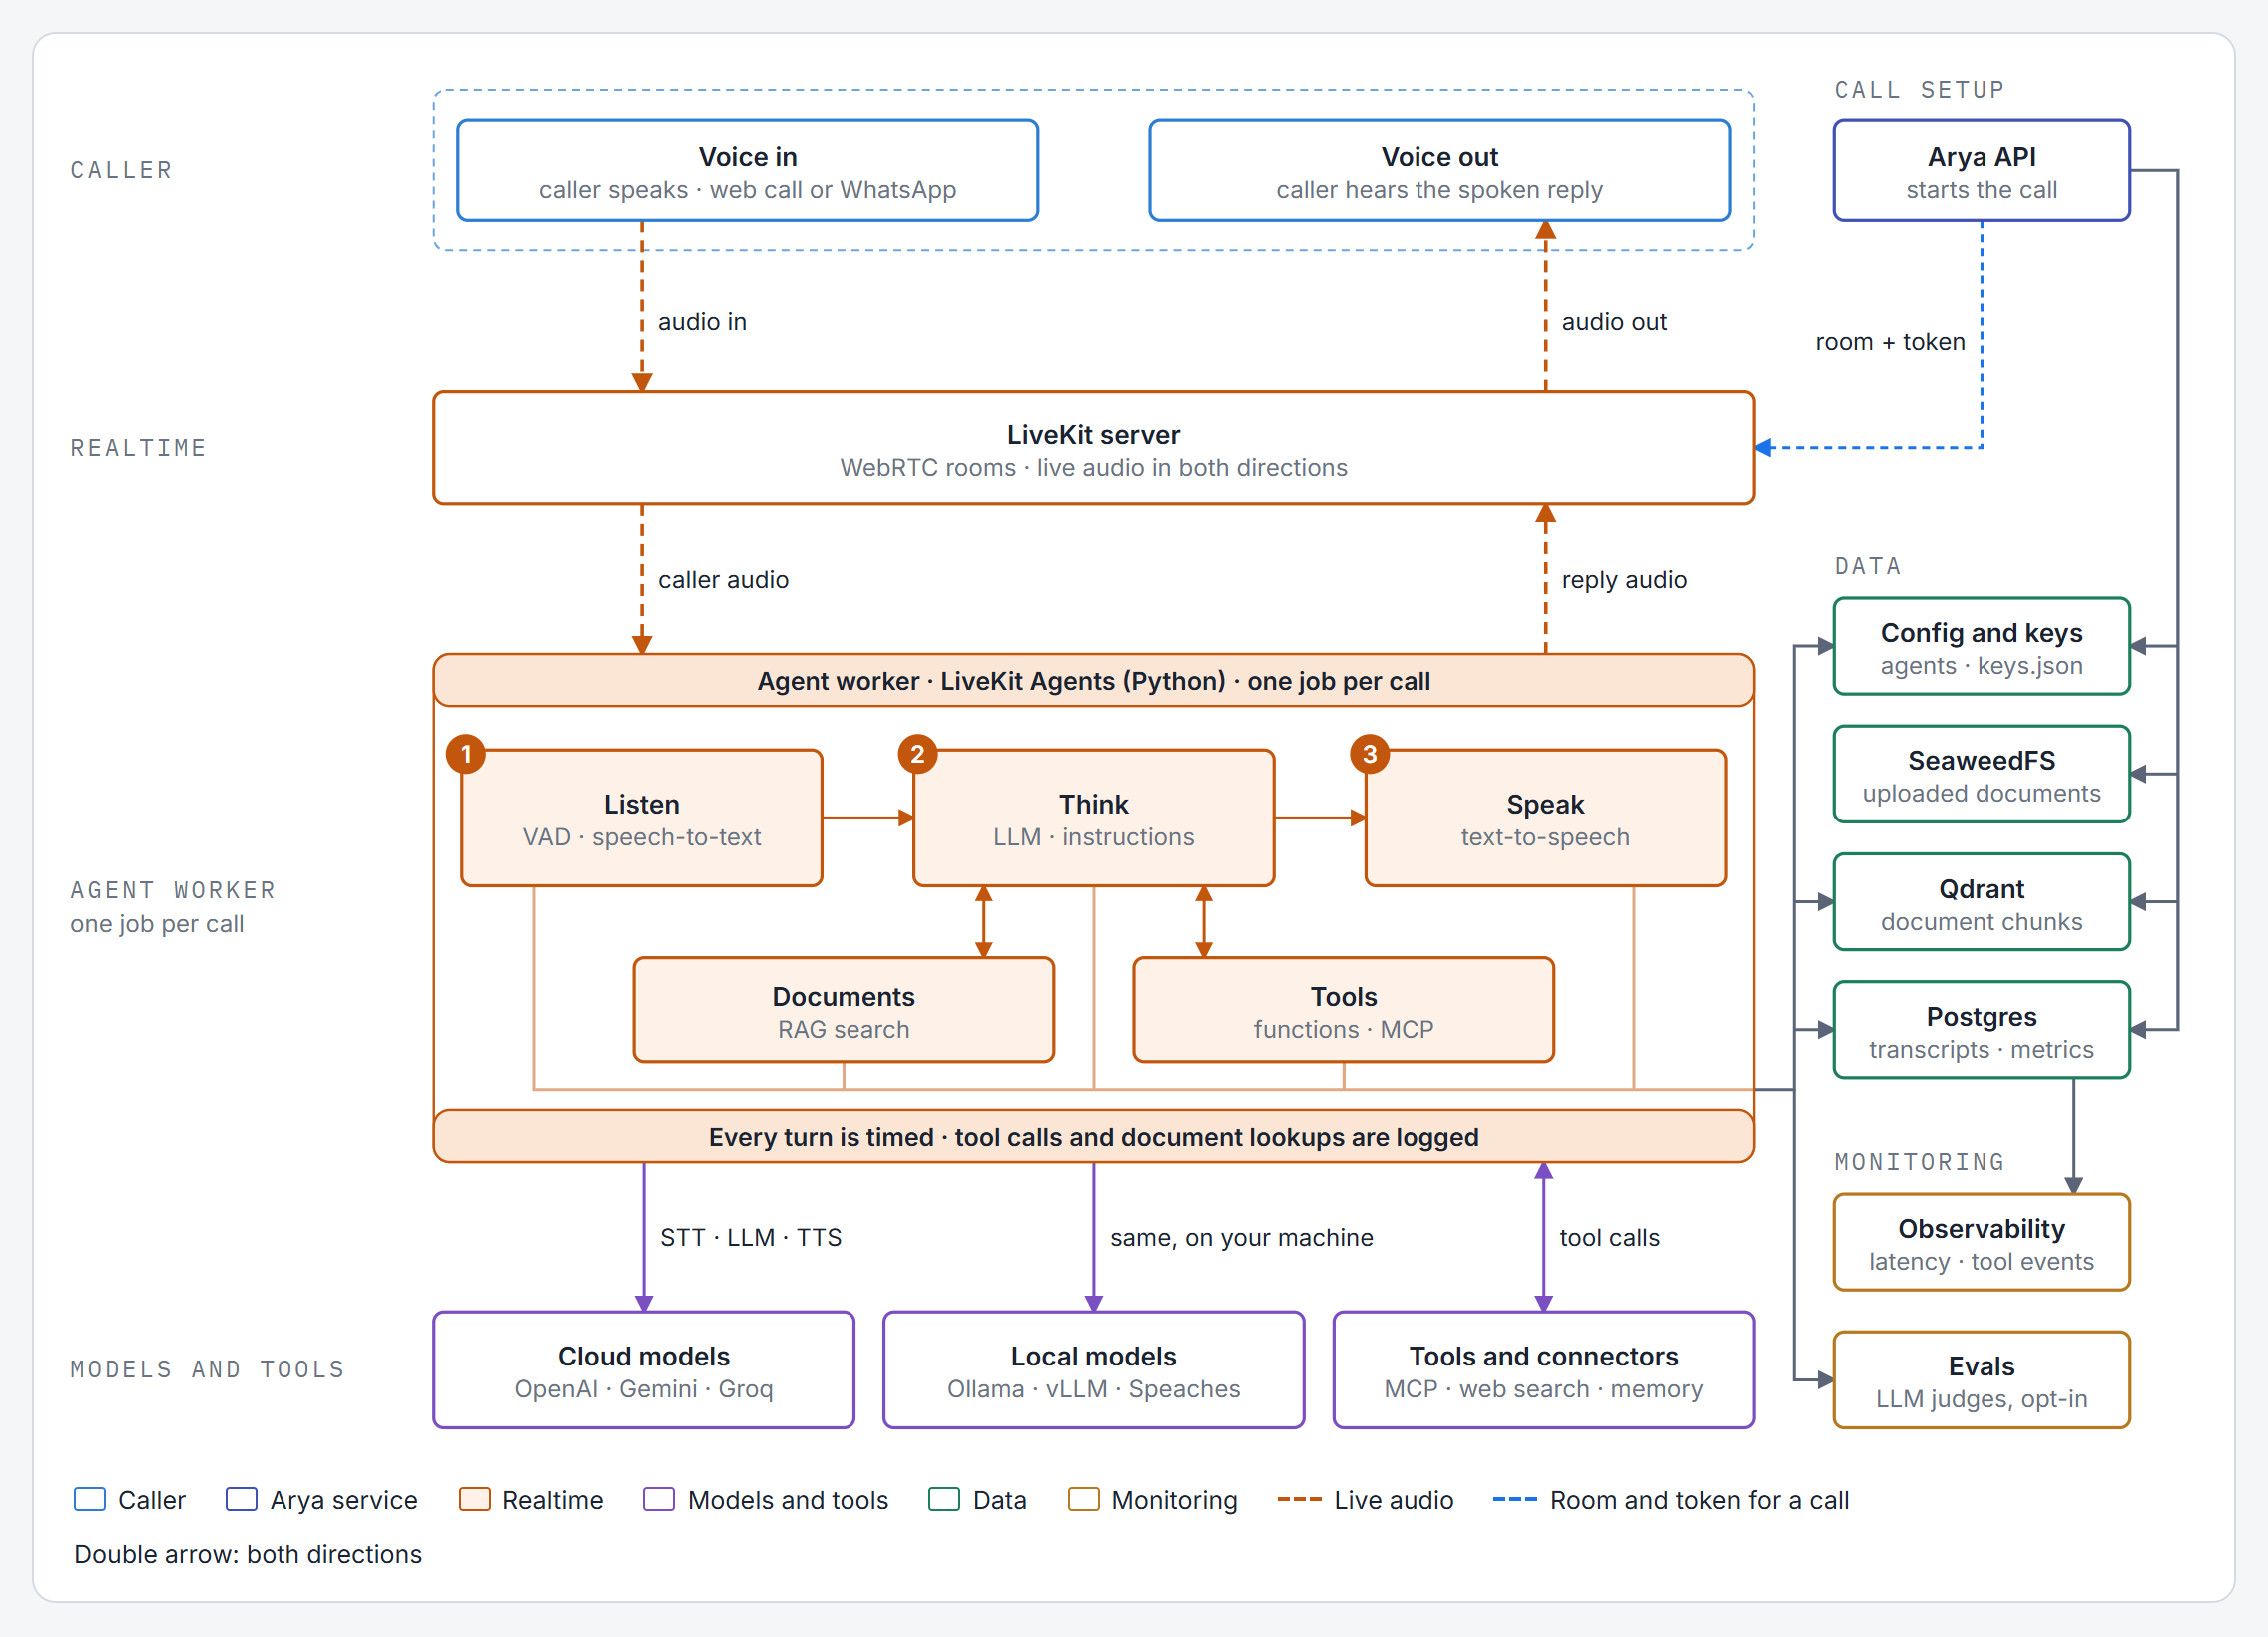 CALL SETUP
CALLER
Voice in
caller speaks · web call or WhatsApp
Voice out
caller hears the spoken reply
Arya API
starts the call
audio in
audio out
room + token
REALTIME
LiveKit server
WebRTC rooms · live audio in both directions
caller audio
reply audio
DATA
Config and keys
agents · keys.json
SeaweedFS
uploaded documents
Qdrant
document chunks
Postgres
transcripts · metrics
AGENT WORKER
one job per call
Agent worker · LiveKit Agents (Python) · one job per call
1
Listen
VAD · speech-to-text
2
Think
LLM · instructions
3
Speak
text-to-speech
Documents
RAG search
Tools
functions · MCP
Every turn is timed · tool calls and document lookups are logged
MONITORING
Observability
latency · tool events
Evals
LLM judges, opt-in
STT · LLM · TTS
same, on your machine
tool calls
MODELS AND TOOLS
Cloud models
OpenAI · Gemini · Groq
Local models
Ollama · vLLM · Speaches
Tools and connectors
MCP · web search · memory
Caller
Arya service
Realtime
Models and tools
Data
Monitoring
Live audio
Room and token for a call
Double arrow: both directions